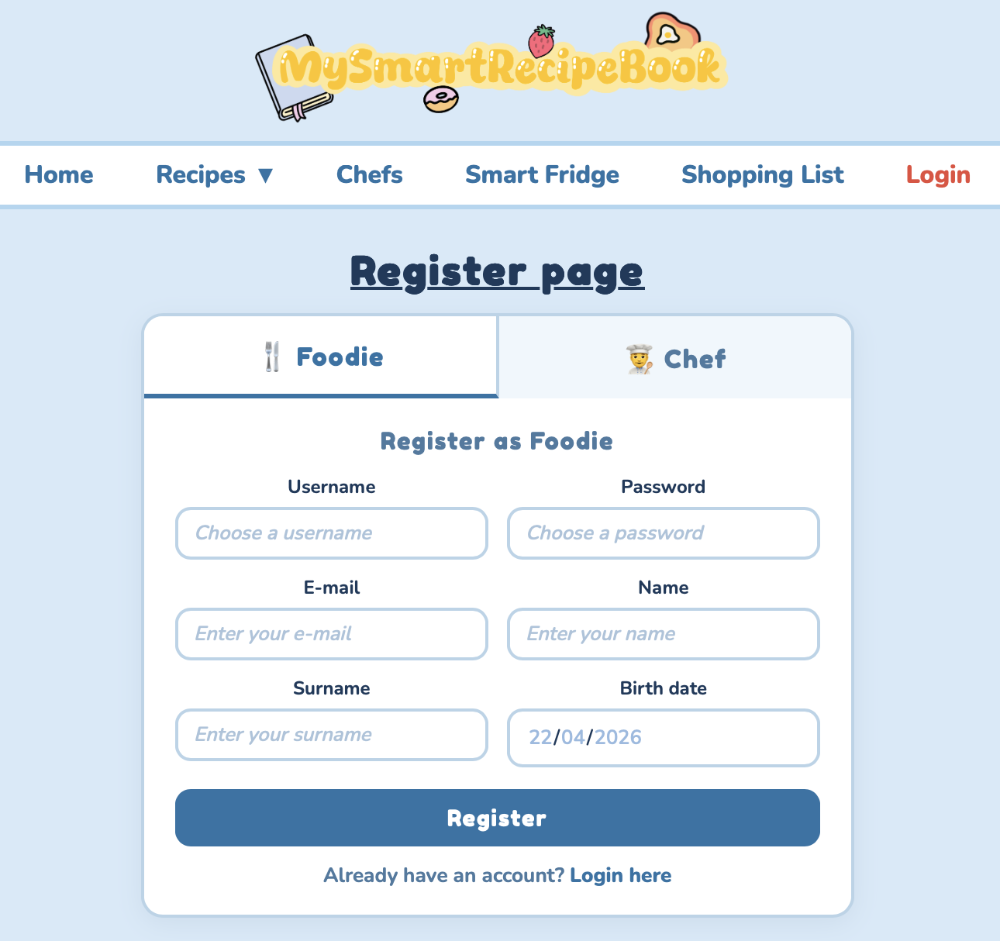 MySmartRecipeBook
Home Recipes ▼ Chefs Smart Fridge Shopping List Login
Register page
Foodie Chef
Register as Foodie
Username Password
Choose a username Choose a password
E-mail Name
Enter your e-mail Enter your name
Surname Birth date
Enter your surname 22/04/2026
Register
Already have an account? Login here